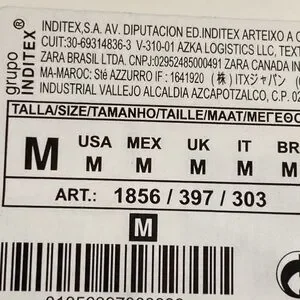 grupo
INDITEX®
INDITEX,S.A. AV. DIPUTACION ED.INDITEX ARTEIXO A C
CUIT:30-69314836-3 V-310-01 AZKA LOGISTICS LLC, TEXT
ZARA BRASIL LTDA. CNPJ:02952485000491 ZARA CANADA IN
MA-MAROC: Sté AZZURRO IF : 1641920 (株) ITXジャパン
INDUSTRIAL VALLEJO ALCALDIA AZCAPOTZALCO, C.P. 02
TALLA/SIZE/TAMANHO/TAILLE/MAAT/ΜΕΓΕΘΟ
M USA MEX UK IT BR
M M M M M
ART.: 1856 / 397 / 303
M